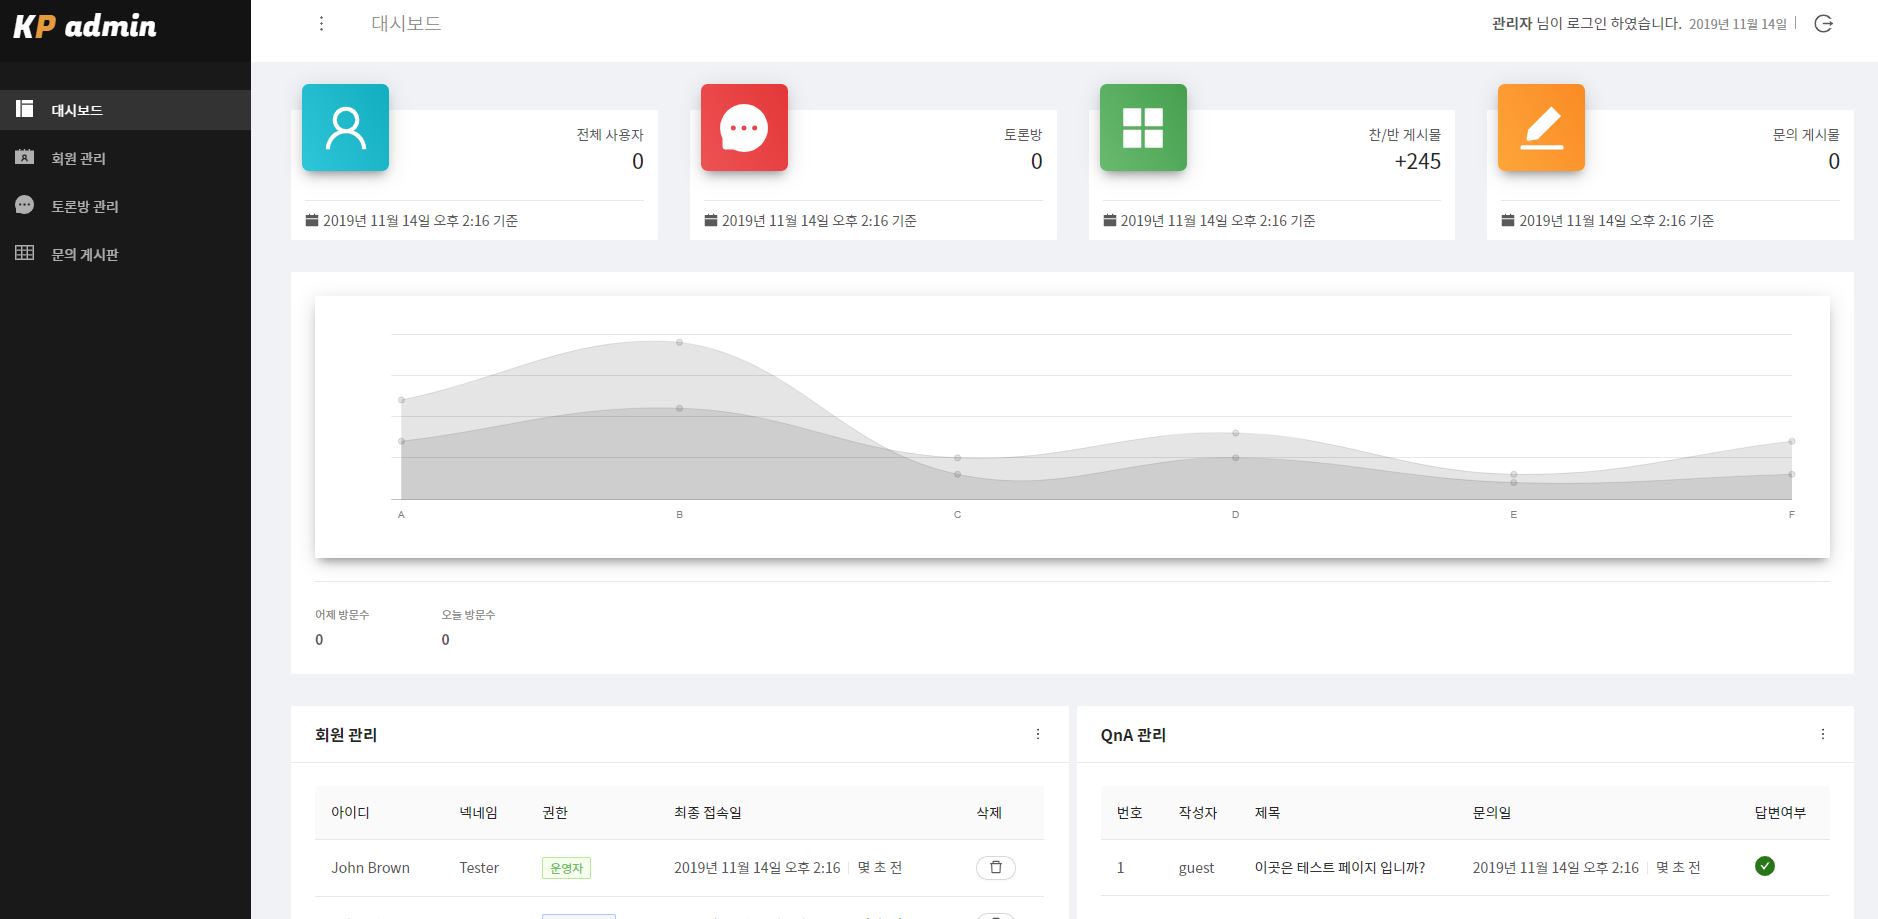 KP admin
대시보드
회원 관리
토론방 관리
문의 게시판
대시보드
관리자 님이 로그인 하였습니다. 2019년 11월 14일
전체 사용자
0
2019년 11월 14일 오후 2:16 기준
토론방
0
2019년 11월 14일 오후 2:16 기준
찬/반 게시물
+245
2019년 11월 14일 오후 2:16 기준
문의 게시물
0
2019년 11월 14일 오후 2:16 기준
A B C D E F
어제 방문수 오늘 방문수
0 0
회원 관리
아이디 넥네임 권한 최종 접속일 삭제
John Brown Tester 운영자 2019년 11월 14일 오후 2:16 몇 초 전
QnA 관리
번호 작성자 제목 문의일 답변여부
1 guest 이곳은 테스트 페이지 입니까? 2019년 11월 14일 오후 2:16 몇 초 전